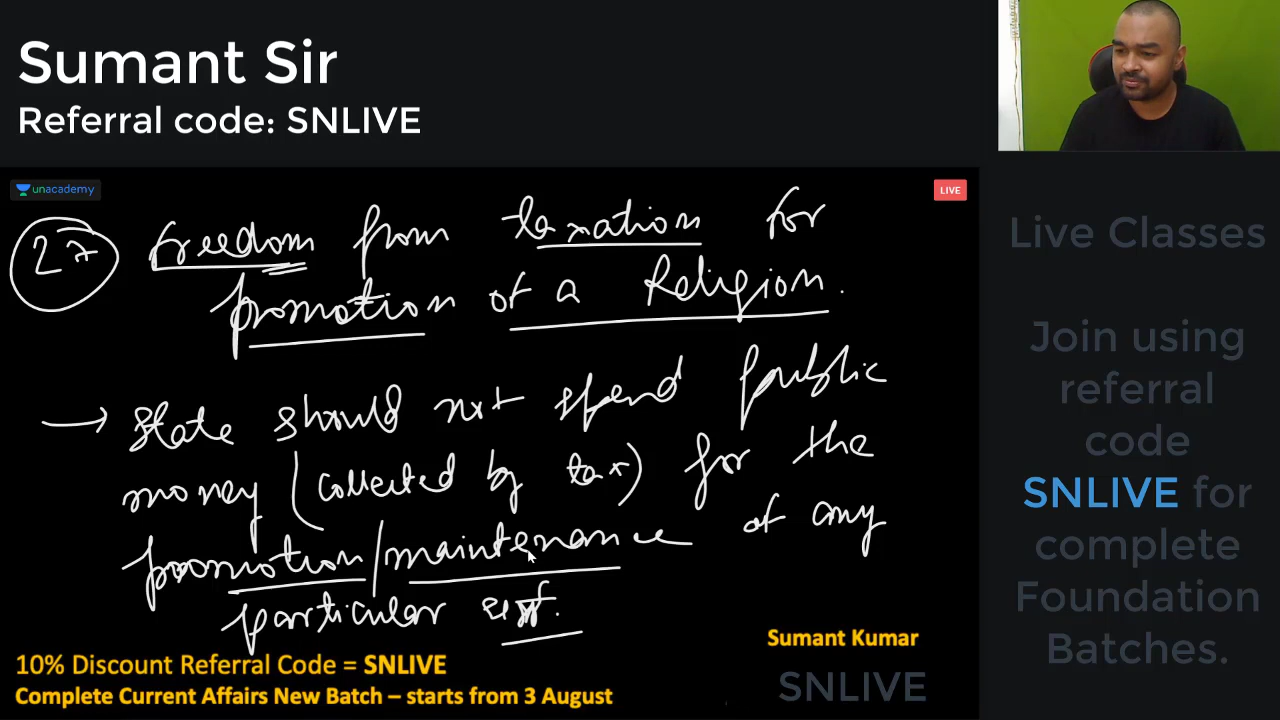 Sumant Sir
Referral code: SNLIVE
unacademy
LIVE
27 freedom from taxation for
promotion of a Religion.
→ State should not spend public
money (collected by tax) for the
promotion/maintenance of any
particular
Sumant Kumar
SNLIVE
10% Discount Referral Code = SNLIVE
Complete Current Affairs New Batch – starts from 3 August
Live Classes
Join using
referral
code
SNLIVE for
complete
Foundation
Batches.